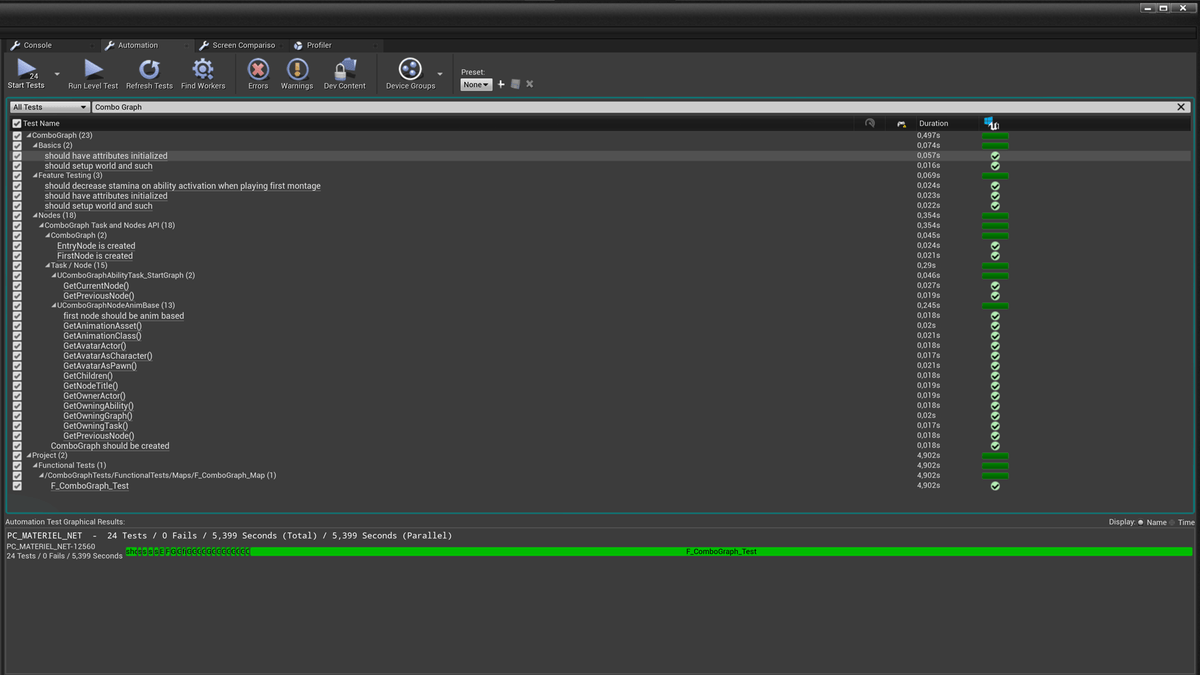 Console Automation Screen Compariso Profiler
24
Start Tests Run Level Test Refresh Tests Find Workers Errors Warnings Dev Content Device Groups
Preset:
None
All Tests Combo Graph
Test Name Duration
ComboGraph (23) 0,497s
Basics (2) 0,074s
should have attributes initialized 0,057s
should setup world and such 0,016s
Feature Testing (3) 0,069s
should decrease stamina on ability activation when playing first montage 0,024s
should have attributes initialized 0,023s
should setup world and such 0,022s
Nodes (18) 0,354s
ComboGraph Task and Nodes API (18) 0,354s
ComboGraph (2) 0,045s
EntryNode is created 0,024s
FirstNode is created 0,021s
Task / Node (15) 0,29s
UComboGraphAbilityTask_StartGraph (2) 0,046s
GetCurrentNode() 0,027s
GetPreviousNode() 0,019s
UComboGraphNodeAnimBase (13) 0,245s
first node should be anim based 0,018s
GetAnimationAsset() 0,02s
GetAnimationClass() 0,021s
GetAvatarActor() 0,018s
GetAvatarAsCharacter() 0,017s
GetAvatarAsPawn() 0,021s
GetChildren() 0,018s
GetNodeTitle() 0,019s
GetOwnerActor() 0,019s
GetOwningAbility() 0,018s
GetOwningGraph() 0,02s
GetOwningTask() 0,017s
GetPreviousNode() 0,018s
ComboGraph should be created 0,018s
Project (2) 4,902s
Functional Tests (1) 4,902s
/ComboGraphTests/FunctionalTests/Maps/F_ComboGraph_Map (1) 4,902s
F_ComboGraph_Test 4,902s
Automation Test Graphical Results: Display: Name Time
PC_MATERIEL_NET - 24 Tests / 0 Fails / 5,399 Seconds (Total) / 5,399 Seconds (Parallel)
PC_MATERIEL_NET-12560
24 Tests / 0 Fails / 5,399 Seconds F_ComboGraph_Test